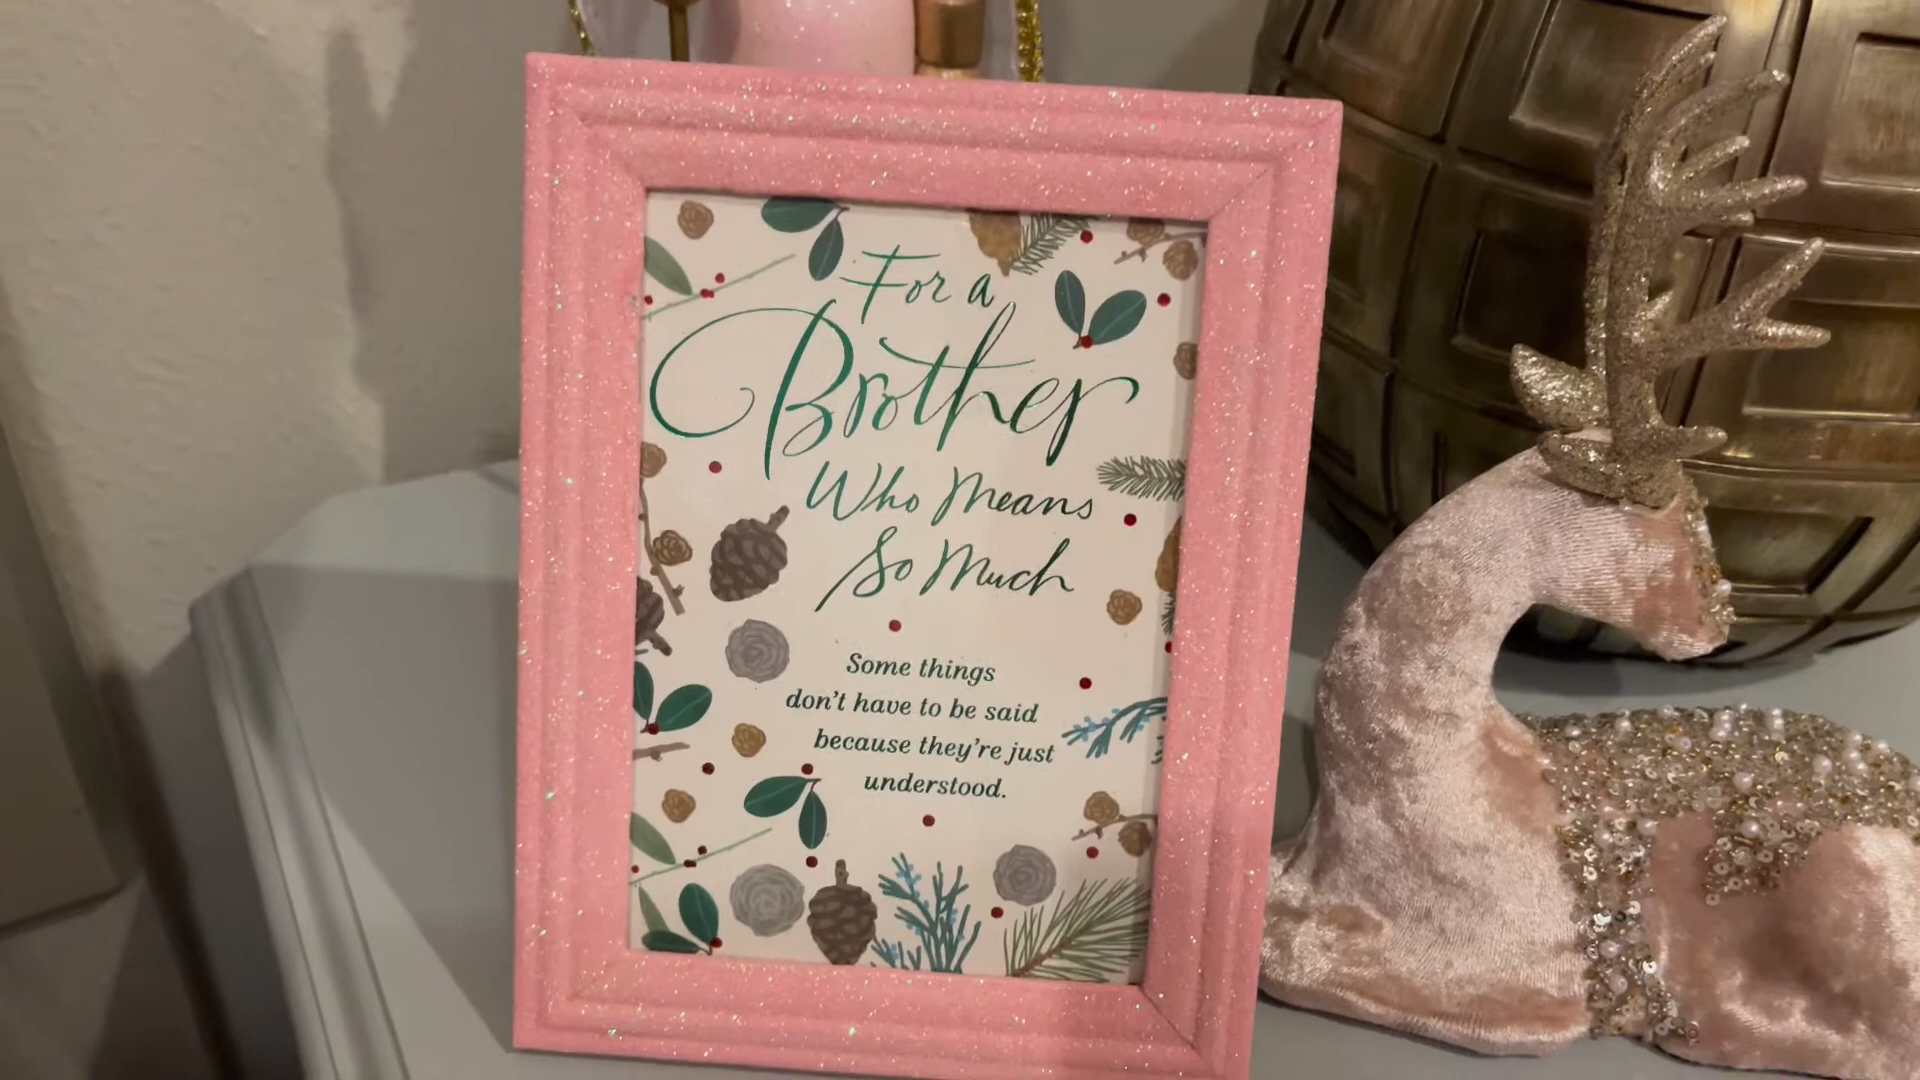 For a
Brother
Who Means
So Much
Some things
don't have to be said
because they're just
understood.